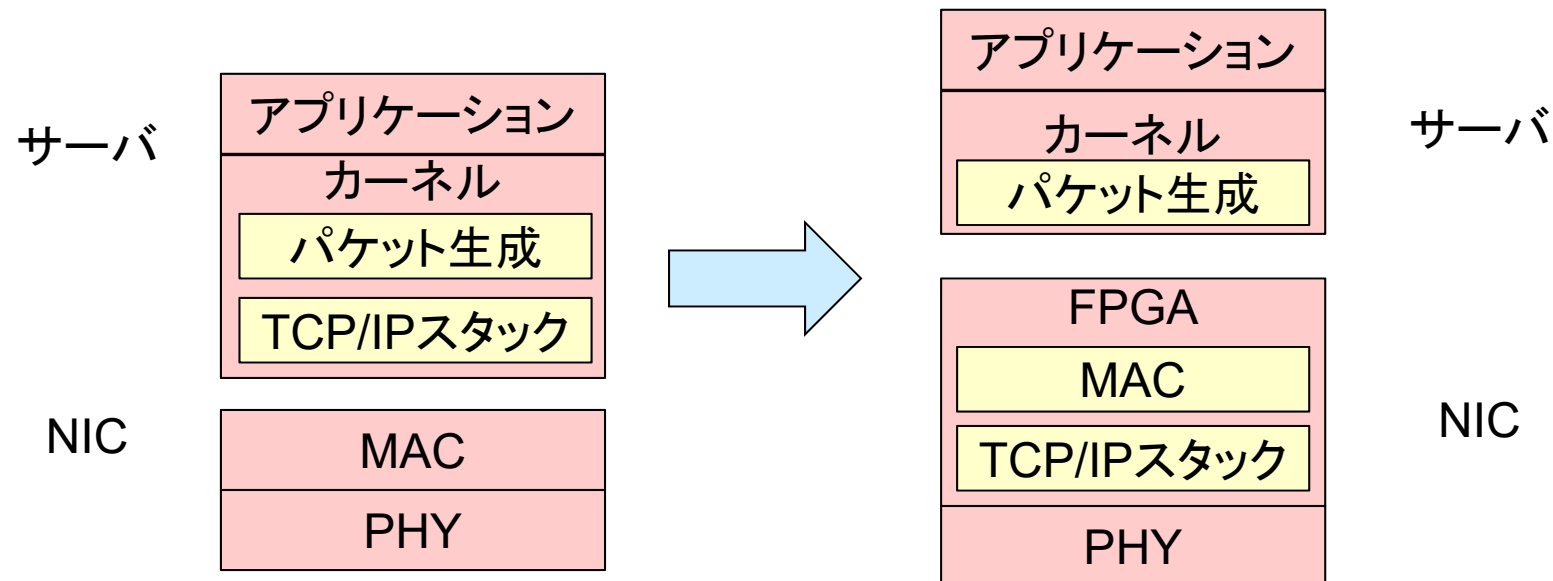 サーバ
アプリケーション
カーネル
パケット生成
TCP/IPスタック
NIC
MAC
PHY
アプリケーション
カーネル
パケット生成
サーバ
FPGA
MAC
TCP/IPスタック
PHY
NIC